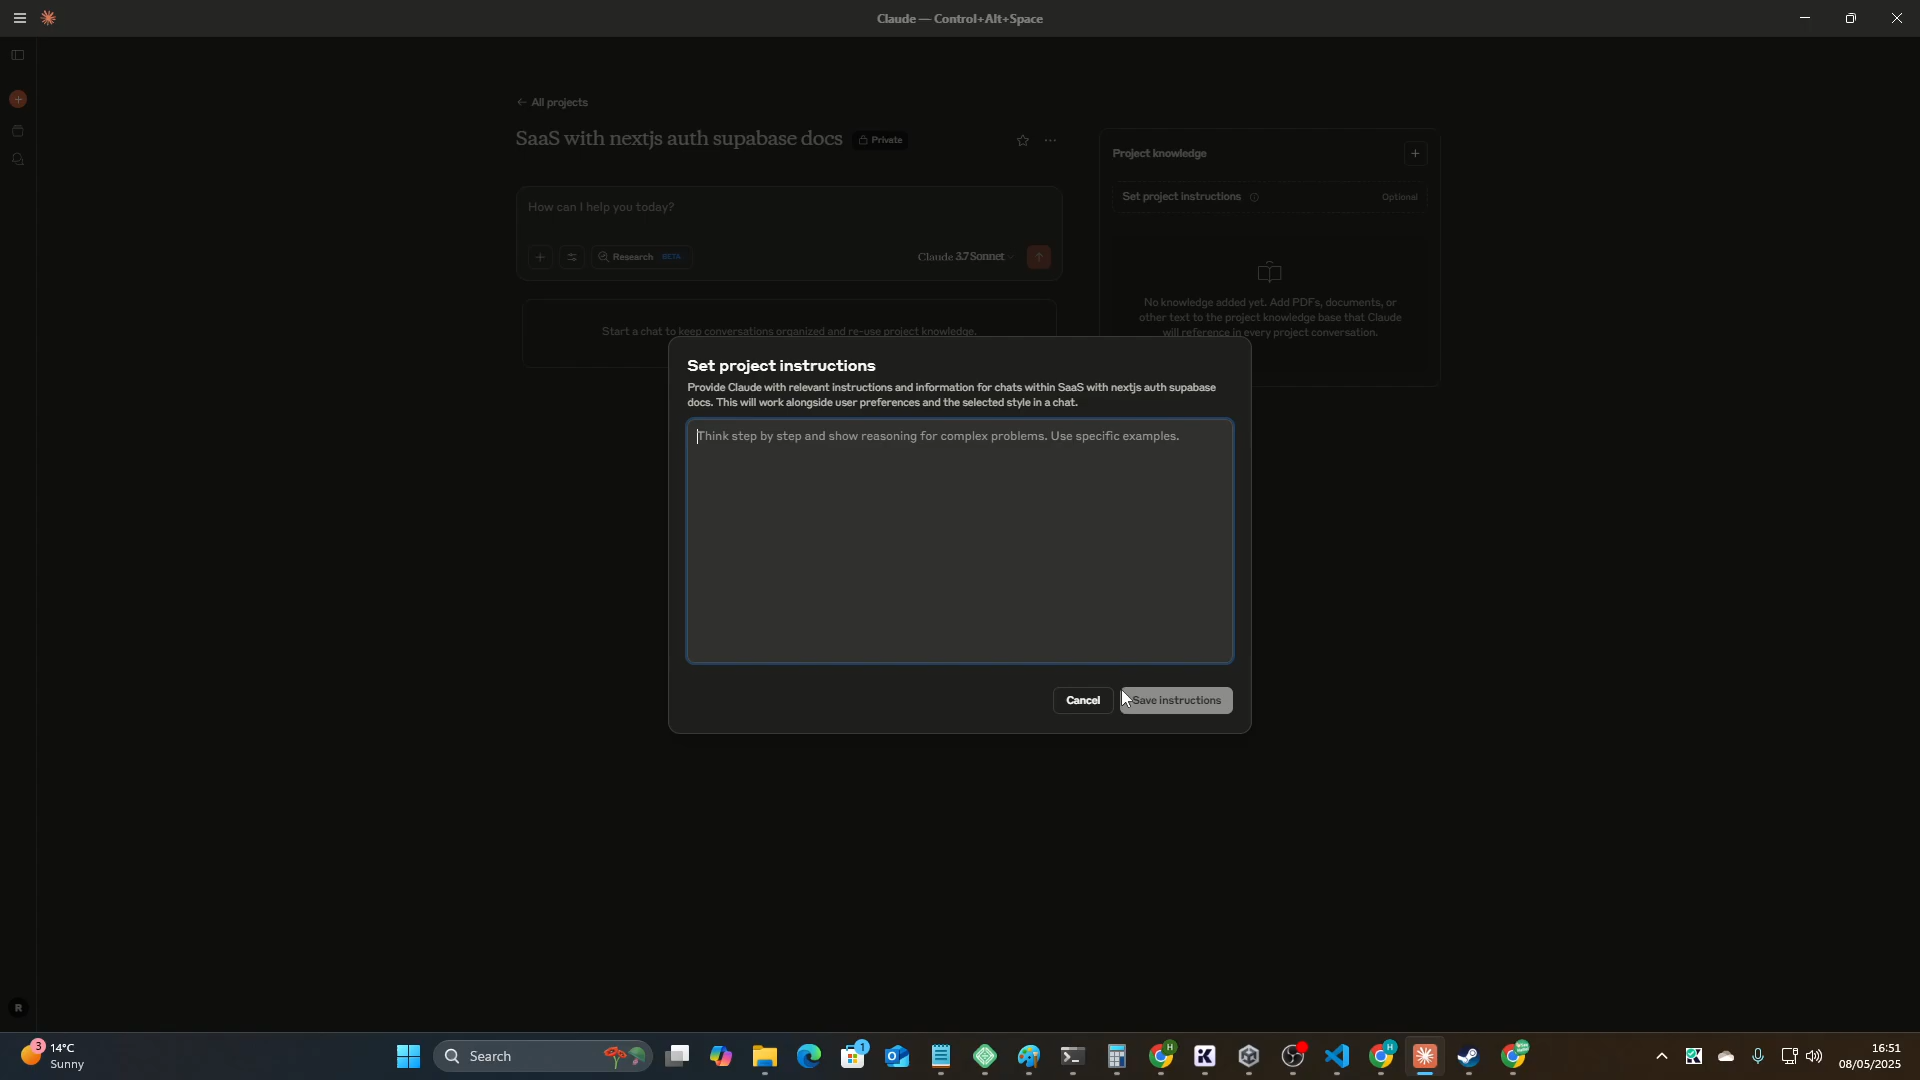 Claude — Control+Alt+Space
← All projects
SaaS with nextjs auth supabase docs
Private
How can I help you today?
Research BETA
Claude 3.7 Sonnet
Start a chat to keep conversations organized and re-use project knowledge.
Project knowledge
Set project instructions
Optional
No knowledge added yet. Add PDFs, documents, or
other text to the project knowledge base that Claude
will reference in every project conversation.
Set project instructions
Provide Claude with relevant instructions and information for chats within SaaS with nextjs auth supabase
docs. This will work alongside user preferences and the selected style in a chat.
Think step by step and show reasoning for complex problems. Use specific examples.
Cancel
Save instructions
R
3
14°C
Sunny
Search
1
H
H
16:51
08/05/2025